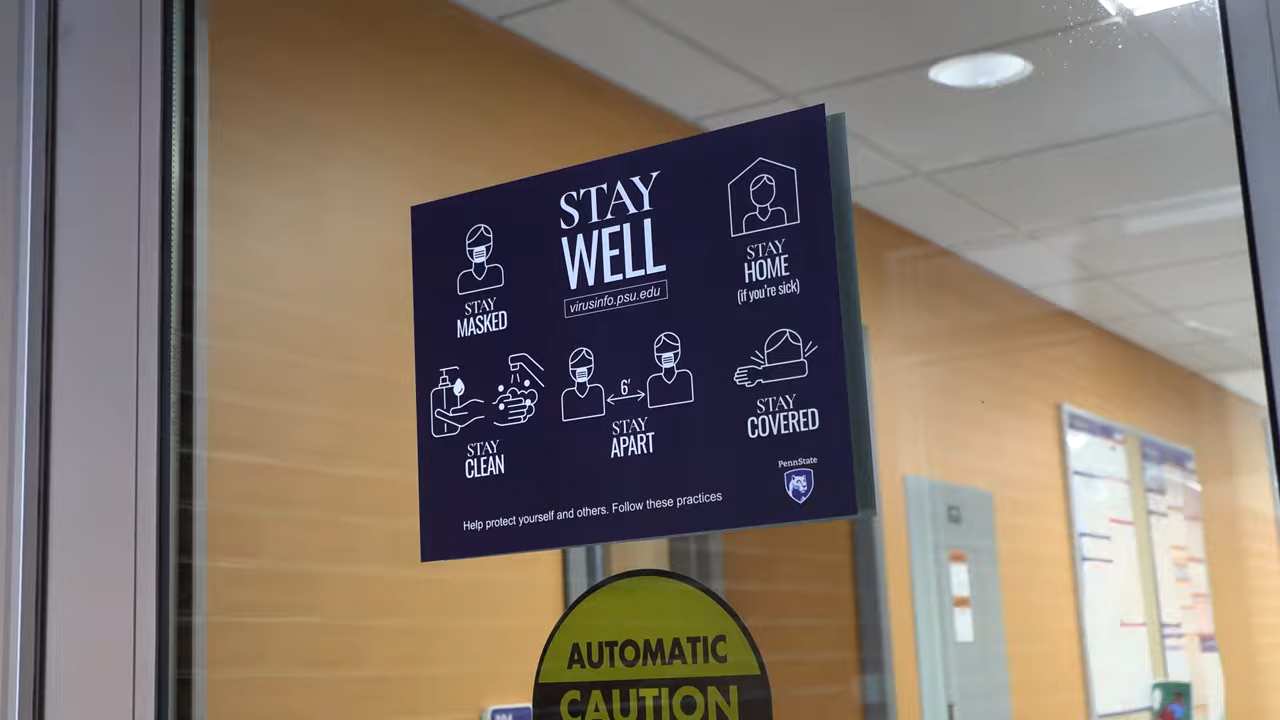 STAY
WELL
virusinfo.psu.edu
STAY
MASKED
STAY
HOME
(if you're sick)
STAY
CLEAN
6'
STAY
APART
STAY
COVERED
PennState
Help protect yourself and others. Follow these practices
AUTOMATIC
CAUTION